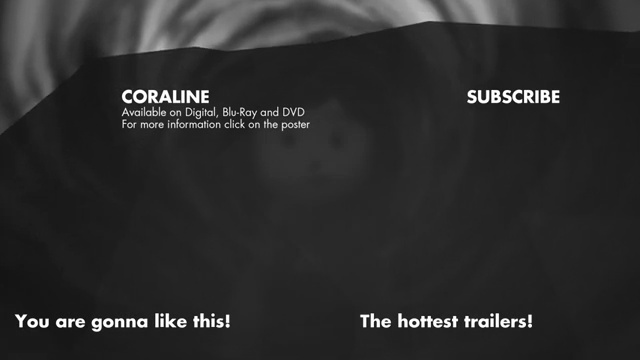 CORALINE
SUBSCRIBE
Available on Digital, Blu-Ray and DVD
For more information click on the poster
You are gonna like this!
The hottest trailers!